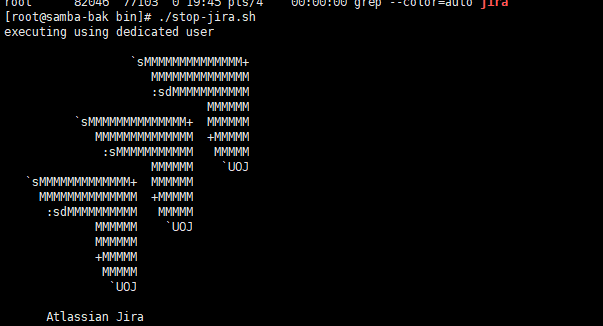 root      82046  77103  0 19:45 pts/4    00:00:00 grep --color=auto jira
[root@samba-bak bin]# ./stop-jira.sh
executing using dedicated user

                  `sMMMMMMMMMMMMMM+
                     MMMMMMMMMMMMMM
                     :sdMMMMMMMMMMM
                             MMMMMM
          `sMMMMMMMMMMMMMM+  MMMMMM
             MMMMMMMMMMMMMM  +MMMMM
              :sMMMMMMMMMMM   MMMMM
                     MMMMMM    `UOJ
   `sMMMMMMMMMMMMM+  MMMMMM
     MMMMMMMMMMMMMM  +MMMMM
      :sdMMMMMMMMMM   MMMMM
             MMMMMM    `UOJ
             MMMMMM
             +MMMMM
              MMMMM
               `UOJ

      Atlassian Jira